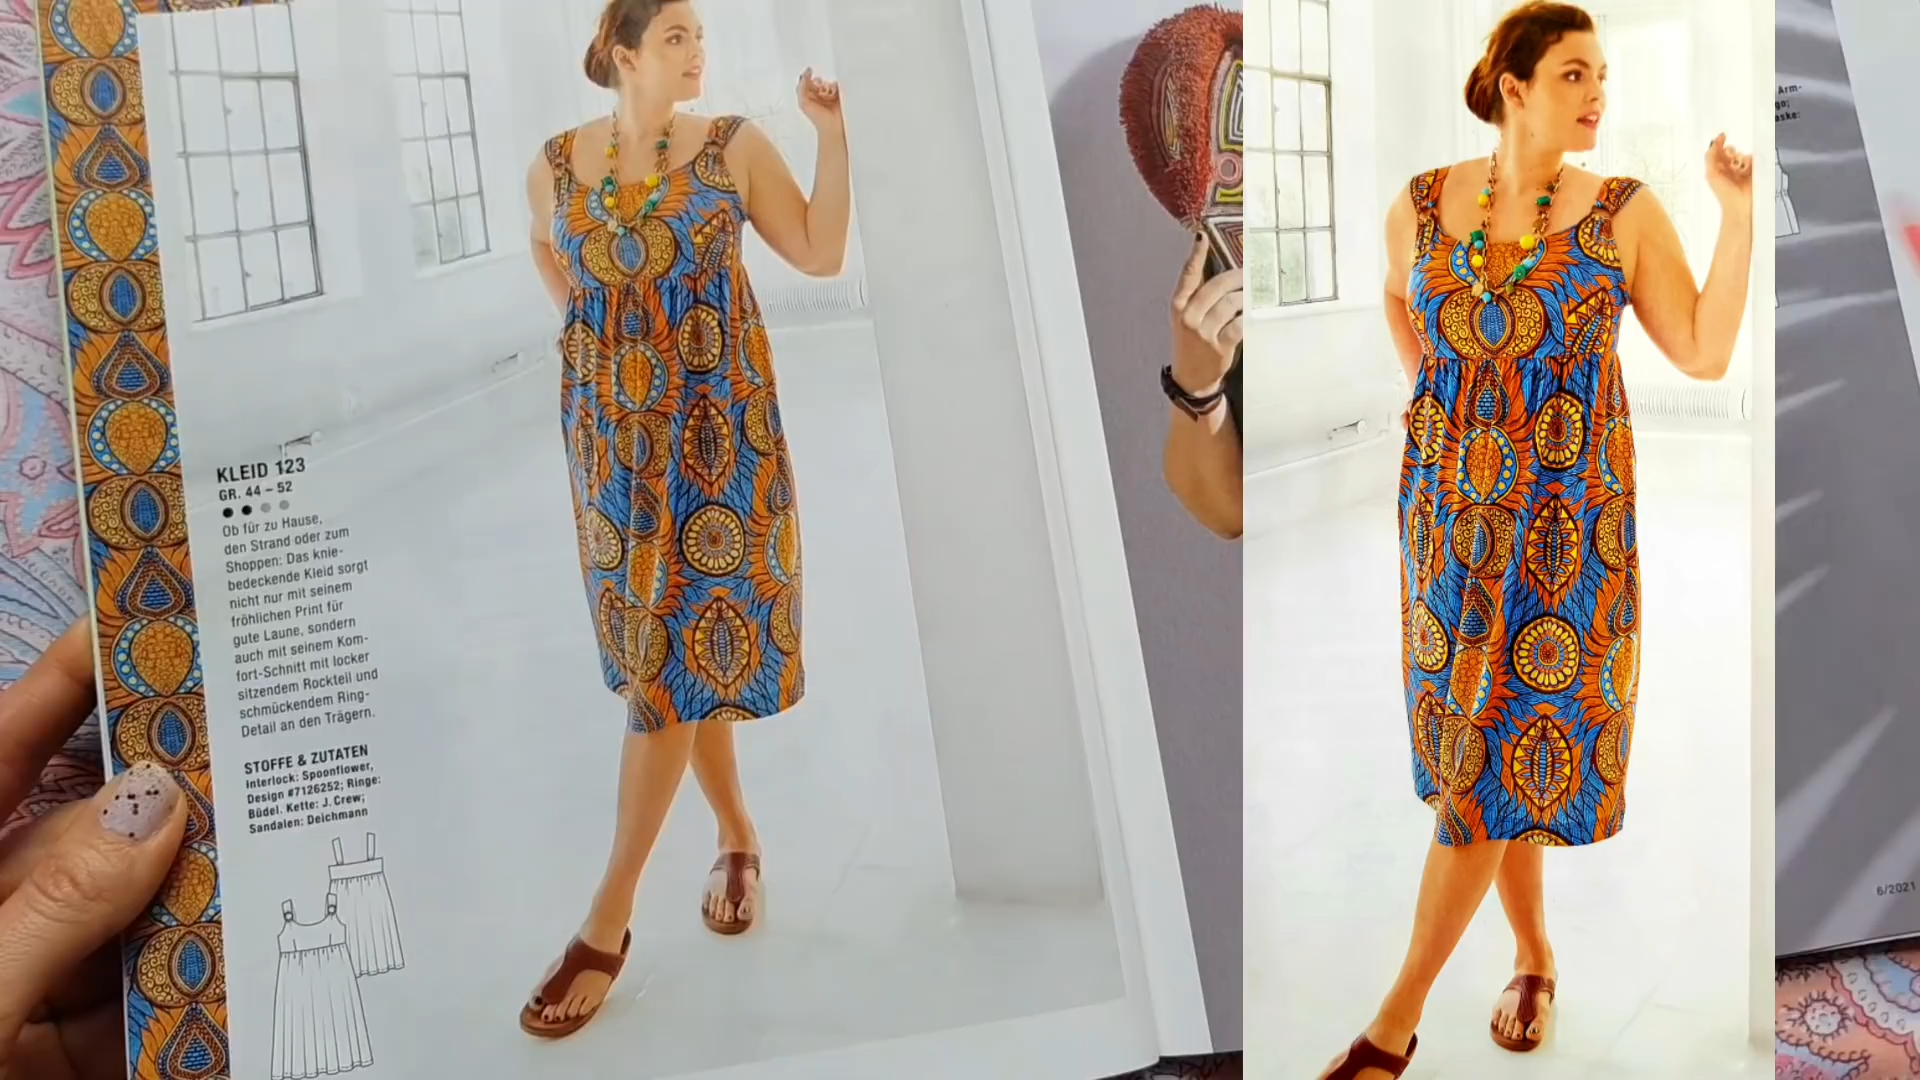 KLEID 123
GR. 44 – 52
Ob für zu Hause,
den Strand oder zum
Shoppen: Das knie-
bedeckende Kleid sorgt
nicht nur mit seinem
fröhlichen Print für
gute Laune, sondern
auch mit seinem Kom-
fort-Schnitt mit locker
sitzendem Rockteil und
schmückendem Ring-
Detail an den Trägern.
STOFFE & ZUTATEN
Interlock: Spoonflower,
Design #7126252; Ringe:
Büdel. Kette: J. Crew;
Sandalen: Deichmann
Arm-
go;
aske:
6/2021